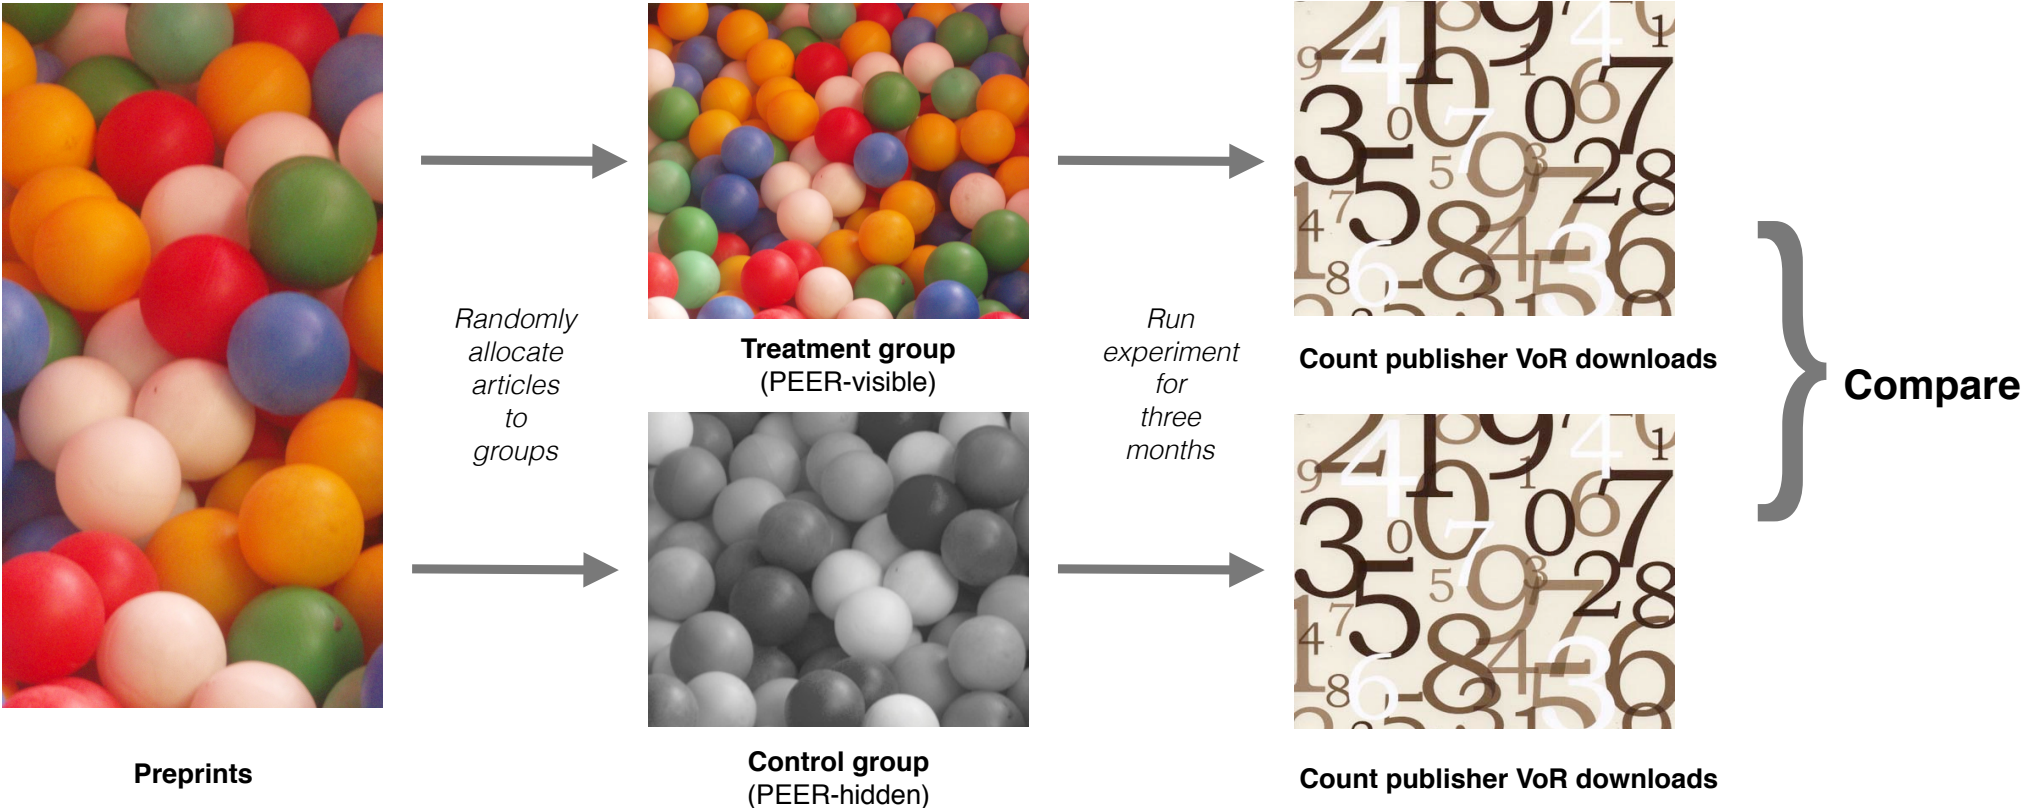 Randomly
allocate
articles
to
groups
Treatment group
(PEER-visible)
Run
experiment
for
three
months
Count publisher VoR downloads
Compare
Preprints
Control group
(PEER-hidden)
Count publisher VoR downloads